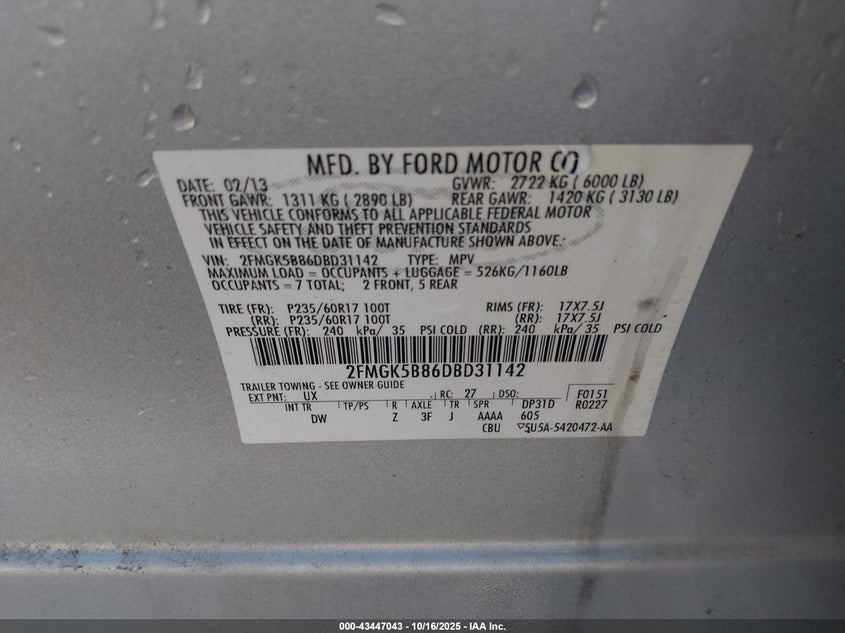 MFD. BY FORD MOTOR CO
DATE: 02/13 GVWR: 2722 KG ( 6000 LB)
FRONT GAWR: 1311 KG ( 2890 LB) REAR GAWR: 1420 KG ( 3130 LB)
THIS VEHICLE CONFORMS TO ALL APPLICABLE FEDERAL MOTOR
VEHICLE SAFETY AND THEFT PREVENTION STANDARDS
IN EFFECT ON THE DATE OF MANUFACTURE SHOWN ABOVE:
VIN: 2FMGK5B86DBD31142 TYPE: MPV
MAXIMUM LOAD = OCCUPANTS + LUGGAGE = 526KG/1160LB
OCCUPANTS = 7 TOTAL; 2 FRONT, 5 REAR
TIRE (FR): P235/60R17 100T RIMS (FR): 17X7.5J
(RR): P235/60R17 100T (RR): 17X7.5J
PRESSURE (FR): 240 kPa/ 35 PSI COLD (RR): 240 kPa/ 35 PSI COLD
2FMGK5B86DBD31142
TRAILER TOWING - SEE OWNER GUIDE
EXT PNT: UX RC: 27 DSO: F0151
INT TR TP/PS R AXLE TR SPR DP31D R0227
DW Z 3F J AAAA 605
CBU 5U5A-5420472-AA
000-43447043 - 10/16/2025 - IAA Inc.